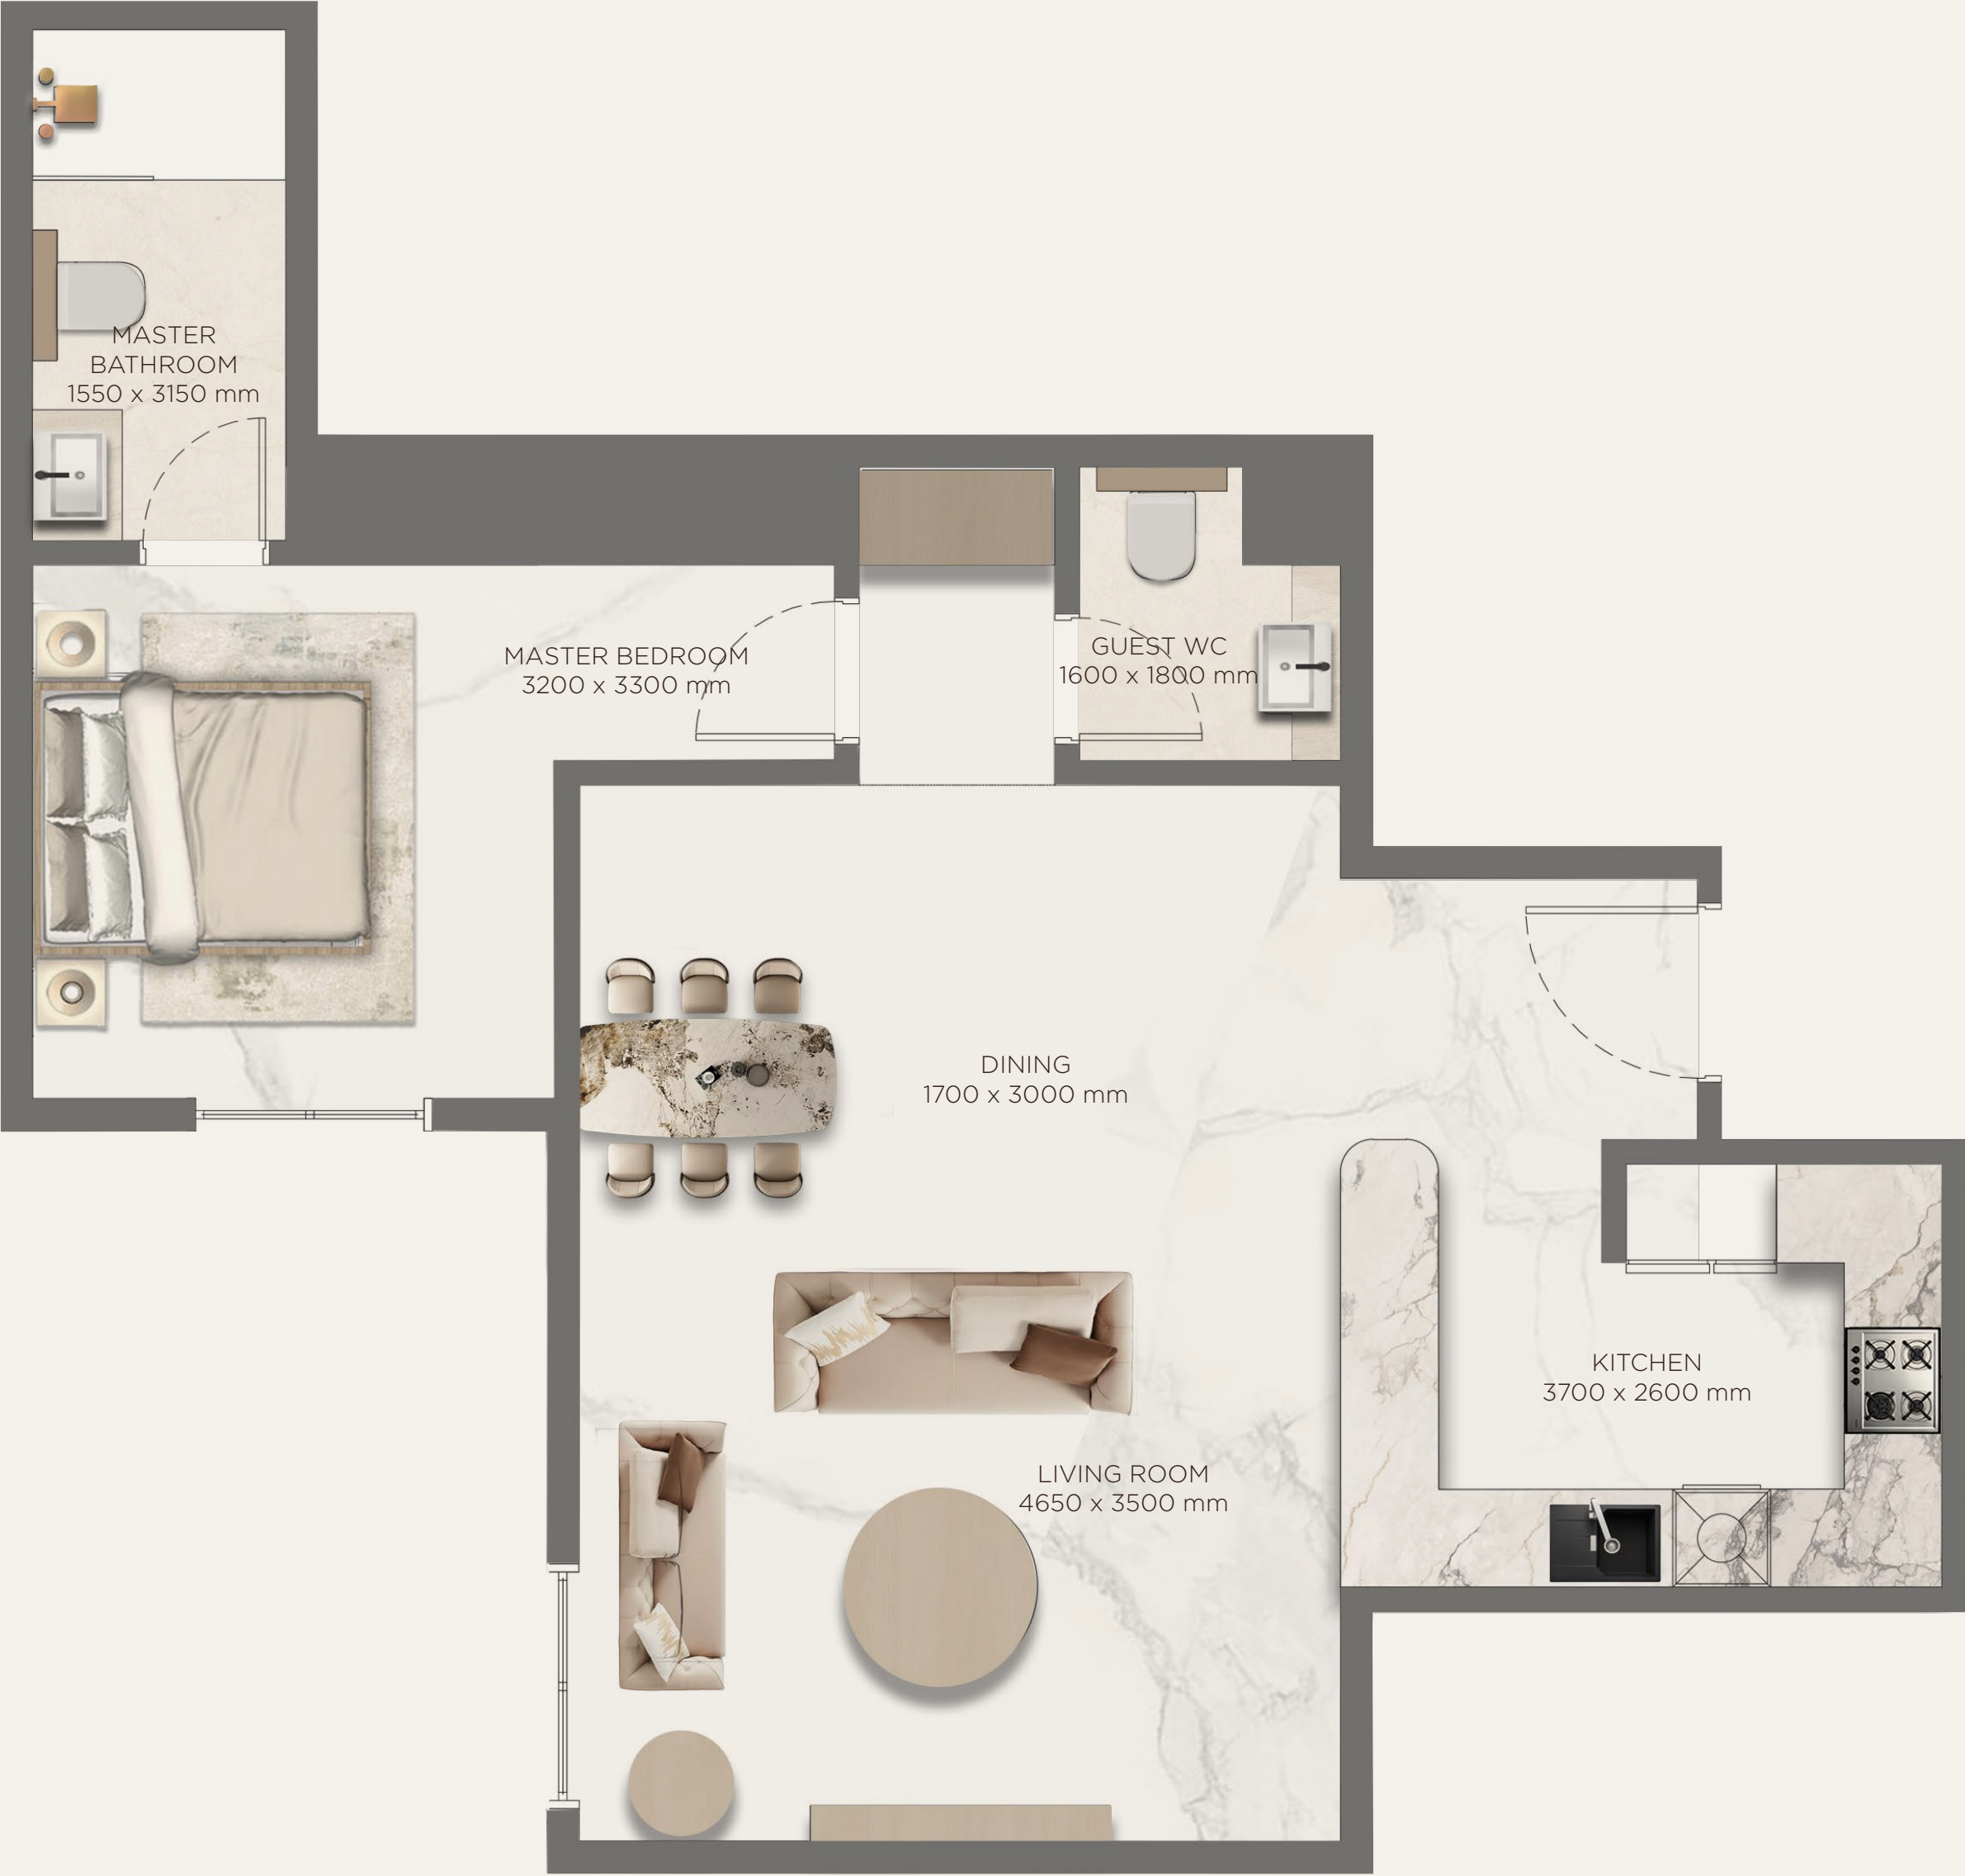 MASTER
BATHROOM
1550 x 3150 mm
MASTER BEDROOM
3200 x 3300 mm
GUEST WC
1600 x 1800 mm
DINING
1700 x 3000 mm
KITCHEN
3700 x 2600 mm
LIVING ROOM
4650 x 3500 mm